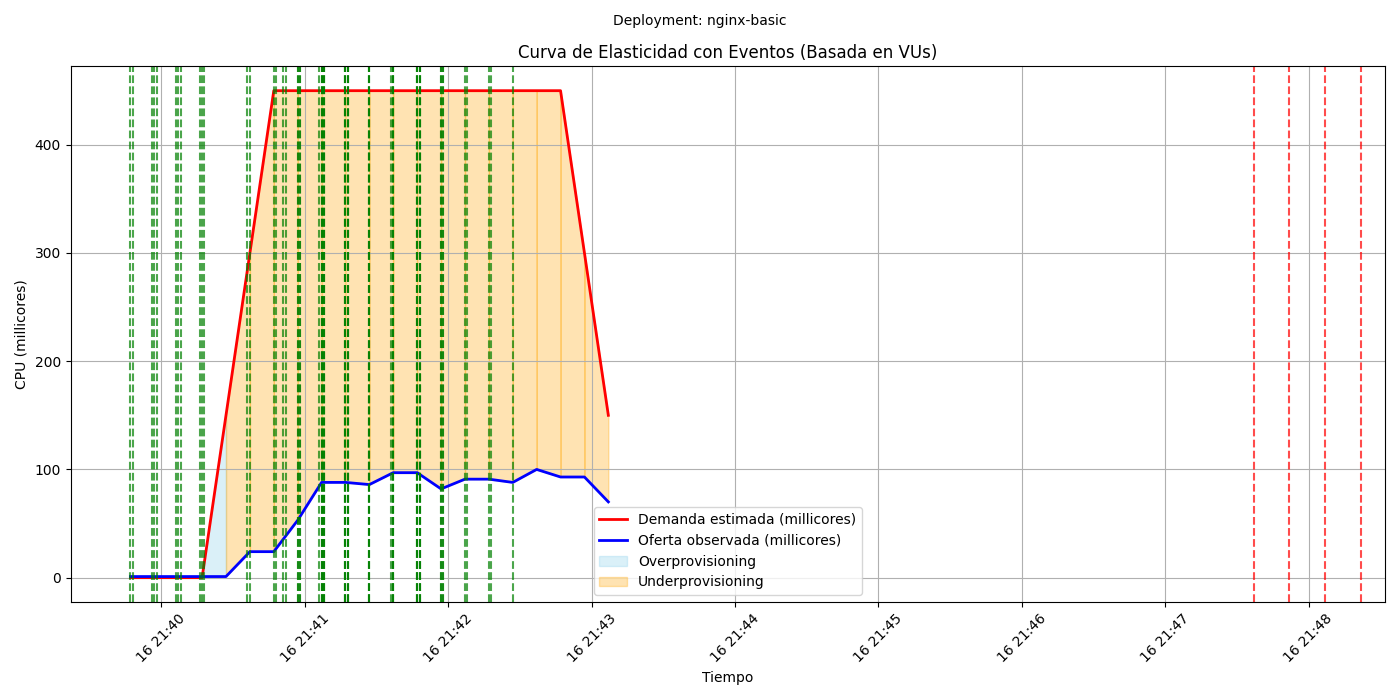 Deployment: nginx-basic
Curva de Elasticidad con Eventos (Basada en VUs)
CPU (millicores)
400
300
200
100
0
Demanda estimada (millicores)
Oferta observada (millicores)
Overprovisioning
Underprovisioning
16 21:40
16 21:41
16 21:42
16 21:43
16 21:44
16 21:45
16 21:46
16 21:47
16 21:48
Tiempo